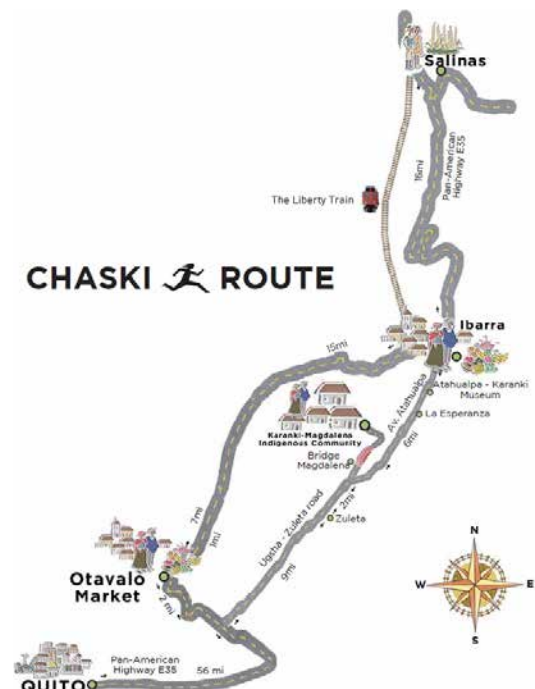 Salinas
16mi
Pan-American
Highway E35
The Liberty Train
CHASKI ROUTE
Ibarra
15mi
Atahualpa - Karanki
Museum
Av. Atahualpa
La Esperanza
6mi
Karanki-Magdalena
Indigenous Community
Bridge
Magdalena
2mi
Zuleta
Ugsha - Zuleta road
9mi
7mi
1mi
Otavalo
Market
2 mi
N
W
E
S
Pan-American
Highway E35
56 mi
QUITO